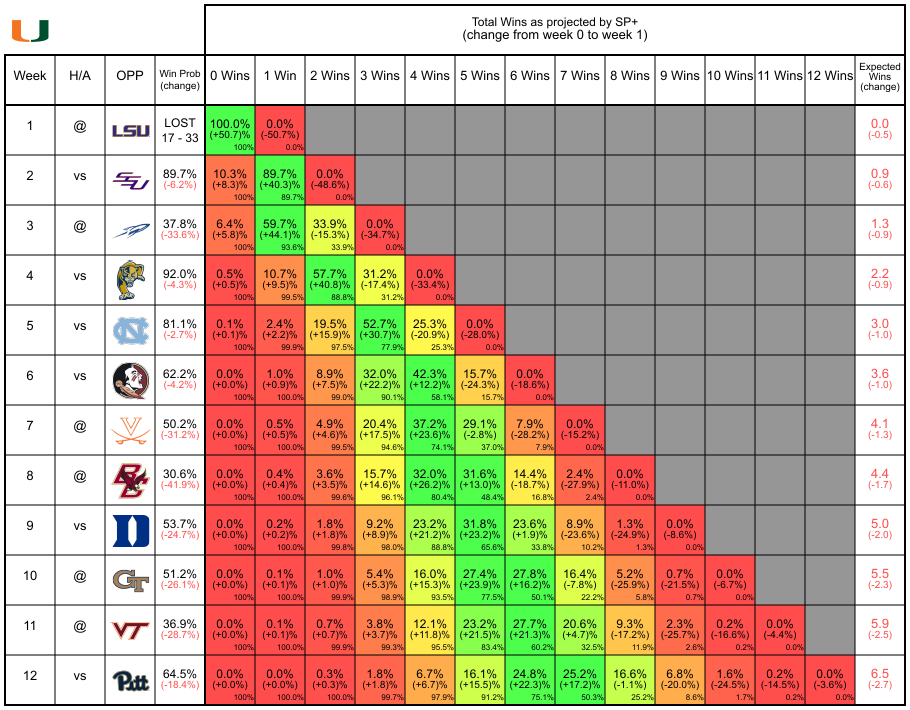 U
Total Wins as projected by SP+
(change from week 0 to week 1)
Week H/A OPP Win Prob (change) 0 Wins 1 Win 2 Wins 3 Wins 4 Wins 5 Wins 6 Wins 7 Wins 8 Wins 9 Wins 10 Wins 11 Wins 12 Wins Expected Wins (change)
1 @ LSU LOST 100.0% 0.0% 0.0
17 - 33 (+50.7)% (-50.7%) (-0.5)
100% 0.0%
2 vs SSU 89.7% 10.3% 89.7% 0.0% 0.9
(-6.2%) (+8.3)% (+40.3)% (-48.6%) (-0.6)
100% 89.7% 0.0%
3 @ 37.8% 6.4% 59.7% 33.9% 0.0% 1.3
(-33.6%) (+5.8)% (+44.1)% (-15.3%) (-34.7%) (-0.9)
100% 93.6% 33.9% 0.0%
4 vs 92.0% 0.5% 10.7% 57.7% 31.2% 0.0% 2.2
(-4.3%) (+0.5)% (+9.5)% (+40.8)% (-17.4%) (-33.4%) (-0.9)
100% 99.5% 88.8% 31.2% 0.0%
5 vs NC 81.1% 0.1% 2.4% 19.5% 52.7% 25.3% 0.0% 3.0
(-2.7%) (+0.1)% (+2.2)% (+15.9)% (+30.7)% (-20.9%) (-28.0%) (-1.0)
100% 99.9% 97.5% 77.9% 25.3% 0.0%
6 vs 62.2% 0.0% 1.0% 8.9% 32.0% 42.3% 15.7% 0.0% 3.6
(-4.2%) (+0.0)% (+0.9)% (+7.5)% (+22.2)% (+12.2)% (-24.3%) (-18.6%) (-1.0)
100% 100.0% 99.0% 90.1% 58.1% 15.7% 0.0%
7 @ V 50.2% 0.0% 0.5% 4.9% 20.4% 37.2% 29.1% 7.9% 0.0% 4.1
(-31.2%) (+0.0)% (+0.5)% (+4.6)% (+17.5)% (+23.6)% (-2.8%) (-28.2%) (-15.2%) (-1.3)
100% 100.0% 99.5% 94.6% 74.1% 37.0% 7.9% 0.0%
8 @ BC 30.6% 0.0% 0.4% 3.6% 15.7% 32.0% 31.6% 14.4% 2.4% 0.0% 4.4
(-41.9%) (+0.0)% (+0.4)% (+3.5)% (+14.6)% (+26.2)% (+13.0)% (-18.7%) (-27.9%) (-11.0%) (-1.7)
100% 100.0% 99.6% 96.1% 80.4% 48.4% 16.8% 2.4% 0.0%
9 vs D 53.7% 0.0% 0.2% 1.8% 9.2% 23.2% 31.8% 23.6% 8.9% 1.3% 0.0% 5.0
(-24.7%) (+0.0)% (+0.2)% (+1.8)% (+8.9)% (+21.2)% (+23.2)% (+1.9)% (-23.6%) (-24.9%) (-8.6%) (-2.0)
100% 100.0% 99.8% 98.0% 88.8% 65.6% 33.8% 10.2% 1.3% 0.0%
10 @ GT 51.2% 0.0% 0.1% 1.0% 5.4% 16.0% 27.4% 27.8% 16.4% 5.2% 0.7% 0.0% 5.5
(-26.1%) (+0.0)% (+0.1)% (+1.0)% (+5.3)% (+15.3)% (+23.9)% (+16.2)% (-7.8%) (-25.9%) (-21.5%) (-6.7%) (-2.3)
100% 100.0% 99.9% 98.9% 93.5% 77.5% 50.1% 22.2% 5.8% 0.7% 0.0%
11 @ VT 36.9% 0.0% 0.1% 0.7% 3.8% 12.1% 23.2% 27.7% 20.6% 9.3% 2.3% 0.2% 0.0% 5.9
(-28.7%) (+0.0)% (+0.1)% (+0.7)% (+3.7)% (+11.8)% (+21.5)% (+21.3)% (+4.7)% (-17.2%) (-25.7%) (-16.6%) (-4.4%) (-2.5)
100% 100.0% 99.9% 99.3% 95.5% 83.4% 60.2% 32.5% 11.9% 2.6% 0.2% 0.0%
12 vs Pitt 64.5% 0.0% 0.0% 0.3% 1.8% 6.7% 16.1% 24.8% 25.2% 16.6% 6.8% 1.6% 0.2% 0.0% 6.5
(-18.4%) (+0.0)% (+0.0)% (+0.3)% (+1.8)% (+6.7)% (+15.5)% (+22.3)% (+17.2)% (-1.1%) (-20.0%) (-24.5%) (-14.5%) (-3.6%) (-2.7)
100% 100.0% 100.0% 99.7% 97.9% 91.2% 75.1% 50.3% 25.2% 8.6% 1.7% 0.2% 0.0%